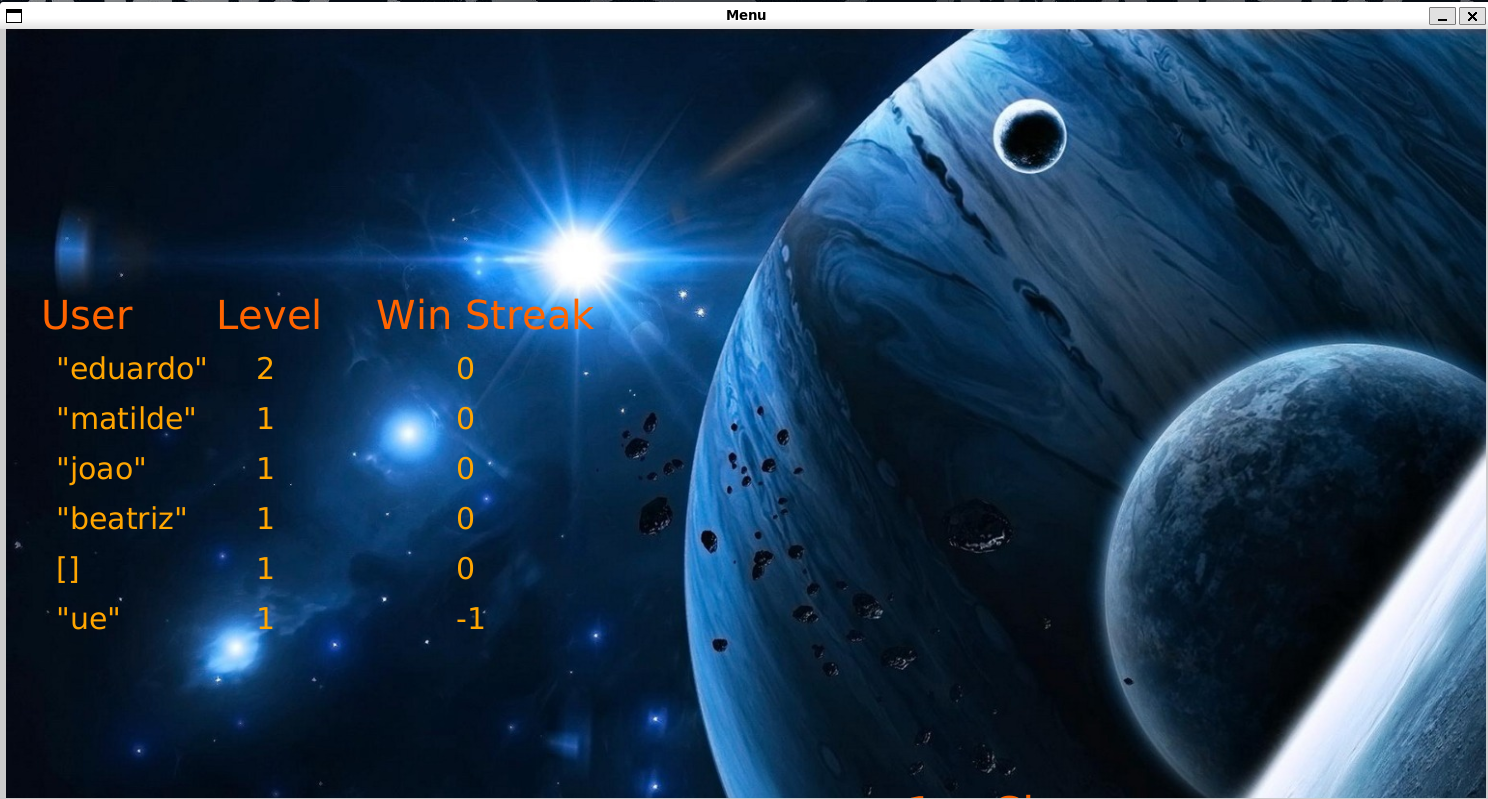 Menu
User Level Win Streak
"eduardo" 2 0
"matilde" 1 0
"joao" 1 0
"beatriz" 1 0
[] 1 0
"ue" 1 -1